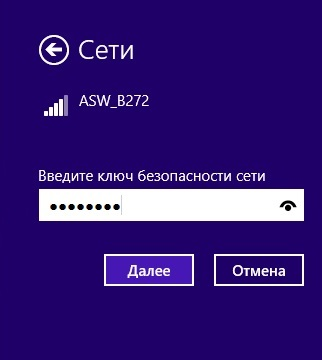 Сети
ASW_B272
Введите ключ безопасности сети
●●●●●●●●
Далее
Отмена